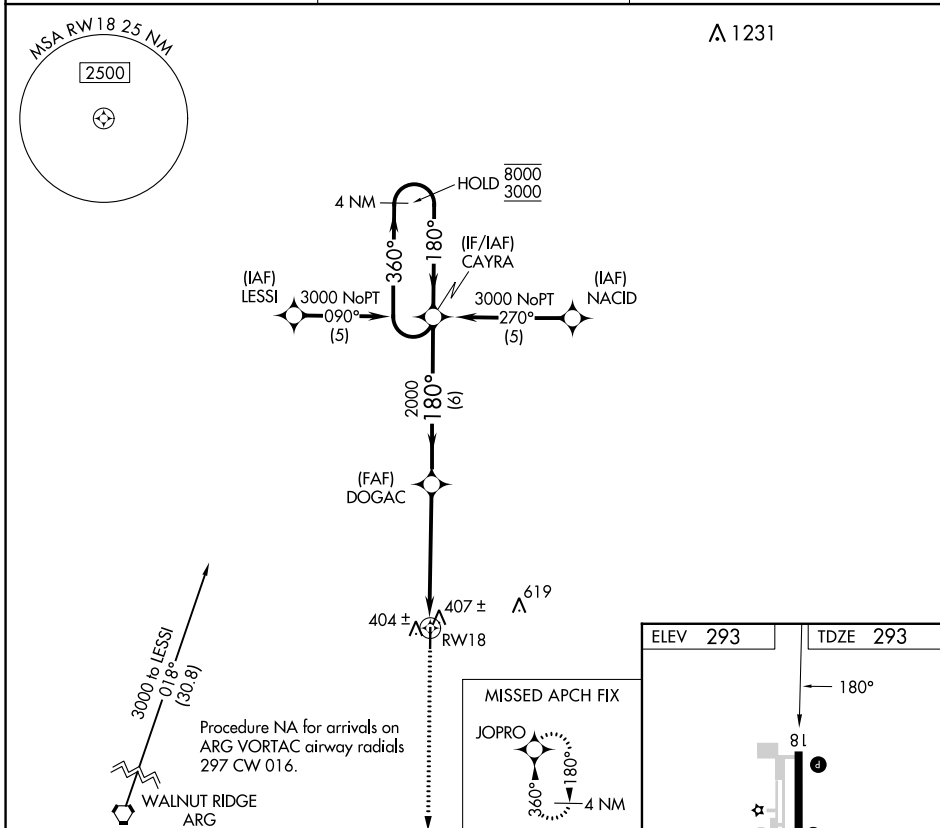 MSA RW18 25 NM
2500
1231
HOLD
8000
3000
4 NM
360°
180°
(IF/IAF)
CAYRA
(IAF)
LESSI
3000 NoPT
090°
(5)
(IAF)
NACID
3000 NoPT
270°
(5)
2000
180°
(6)
(FAF)
DOGAC
404 ±
407 ±
619
RW18
3000 to LESSI
018°
(30.8)
Procedure NA for arrivals on
ARG VORTAC airway radials
297 CW 016.
WALNUT RIDGE
ARG
MISSED APCH FIX
JOPRO
360°
180°
4 NM
ELEV 293
TDZE 293
180°
18
P